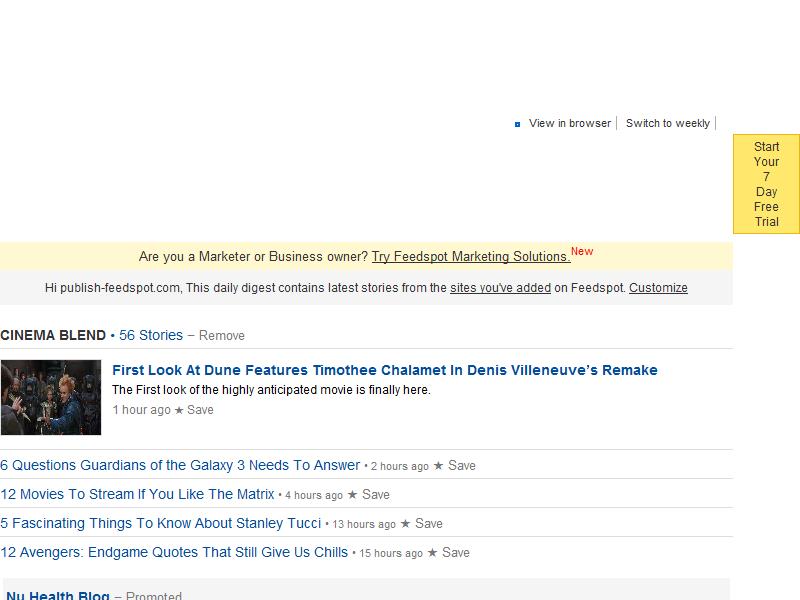 View in browser
Switch to weekly
Start
Your
7
Day
Free
Trial
Are you a Marketer or Business owner? Try Feedspot Marketing Solutions. New
Hi publish-feedspot.com, This daily digest contains latest stories from the sites you've added on Feedspot. Customize
CINEMA BLEND • 56 Stories – Remove
First Look At Dune Features Timothee Chalamet In Denis Villeneuve’s Remake
The First look of the highly anticipated movie is finally here.
1 hour ago ★ Save
6 Questions Guardians of the Galaxy 3 Needs To Answer • 2 hours ago ★ Save
12 Movies To Stream If You Like The Matrix • 4 hours ago ★ Save
5 Fascinating Things To Know About Stanley Tucci • 13 hours ago ★ Save
12 Avengers: Endgame Quotes That Still Give Us Chills • 15 hours ago ★ Save
Nu Health Blog – Promoted